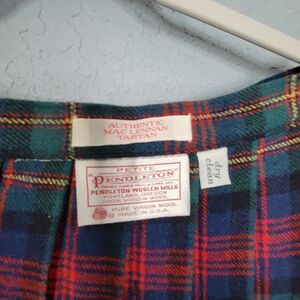 AUTHENTIC
MAC LENNAN
TARTAN
PETITE
"PENDLETON"
PENDLETON WOOLEN MILLS
PORTLAND, OREGON
100% VIRGIN WOOL
PURE VIRGIN WOOL
MADE IN U.S.A.
dry
clean